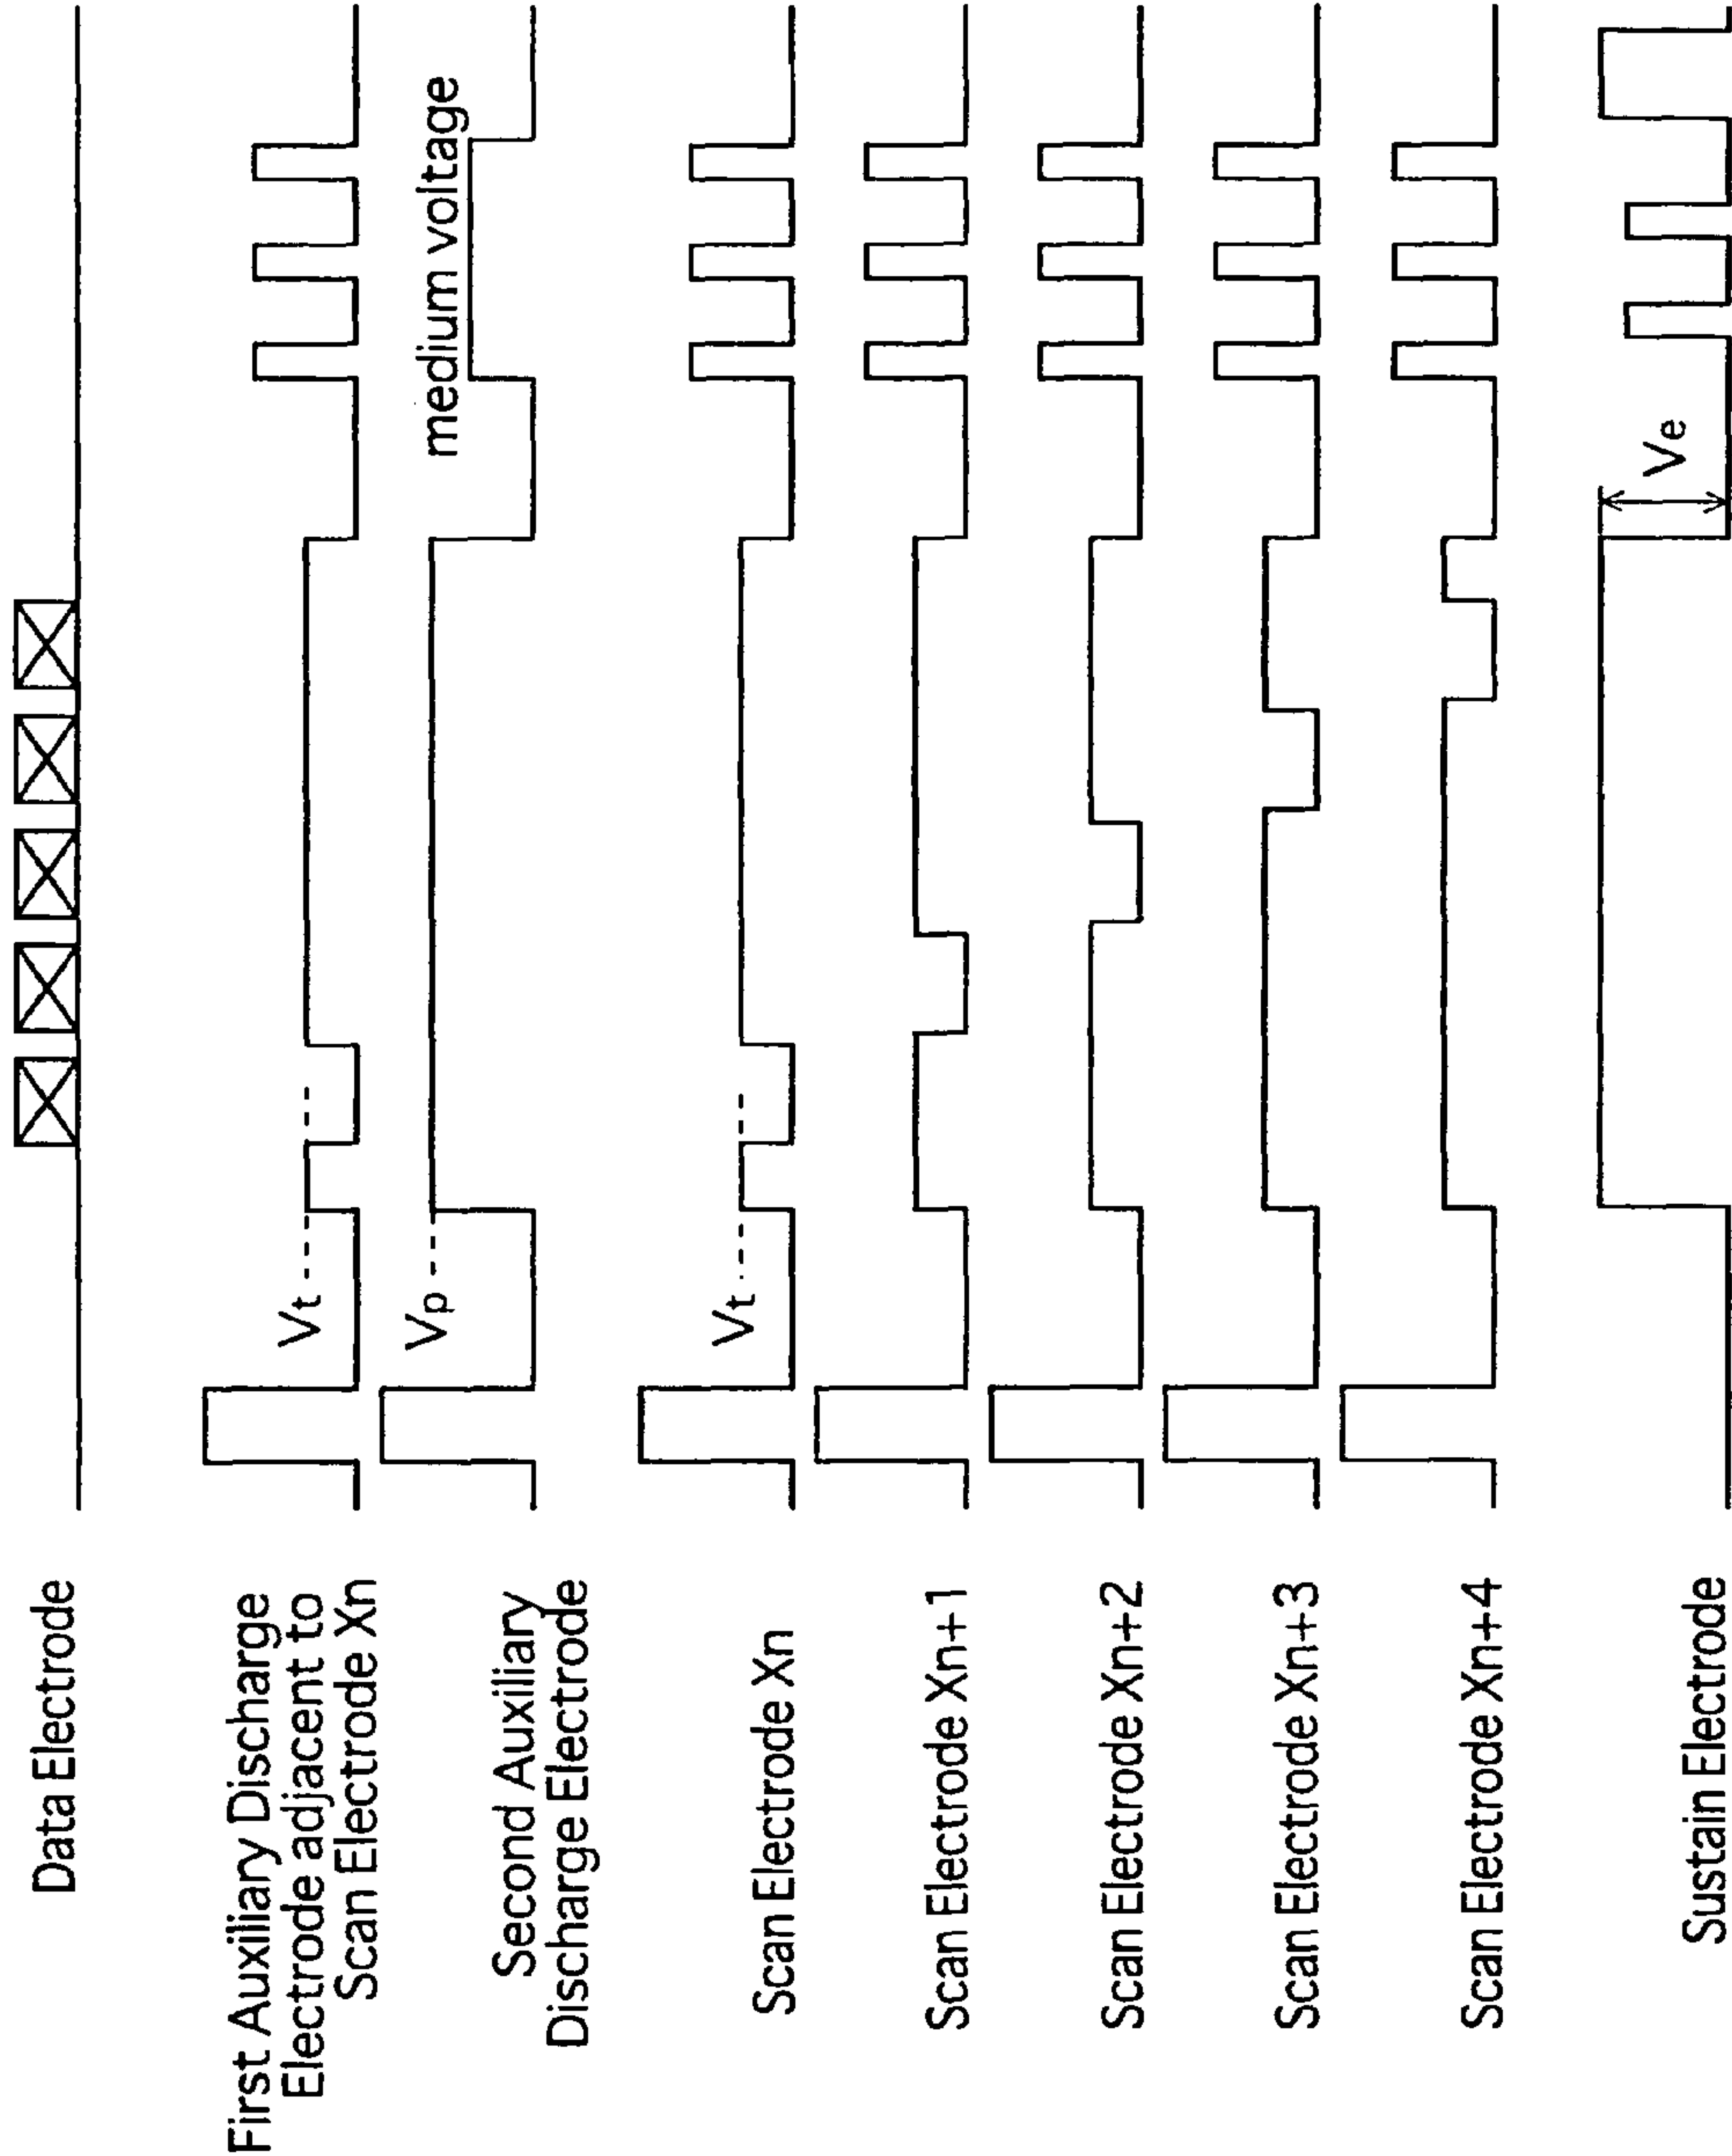 Data Electrode
First Auxiliary Discharge
Electrode adjacent to
Scan Electrode Xn
Vt
Vp
medium voltage
Second Auxiliary
Discharge Electrode
Vt
Scan Electrode Xn
Scan Electrode Xn+1
Scan Electrode Xn+2
Scan Electrode Xn+3
Scan Electrode Xn+4
Ve
Sustain Electrode